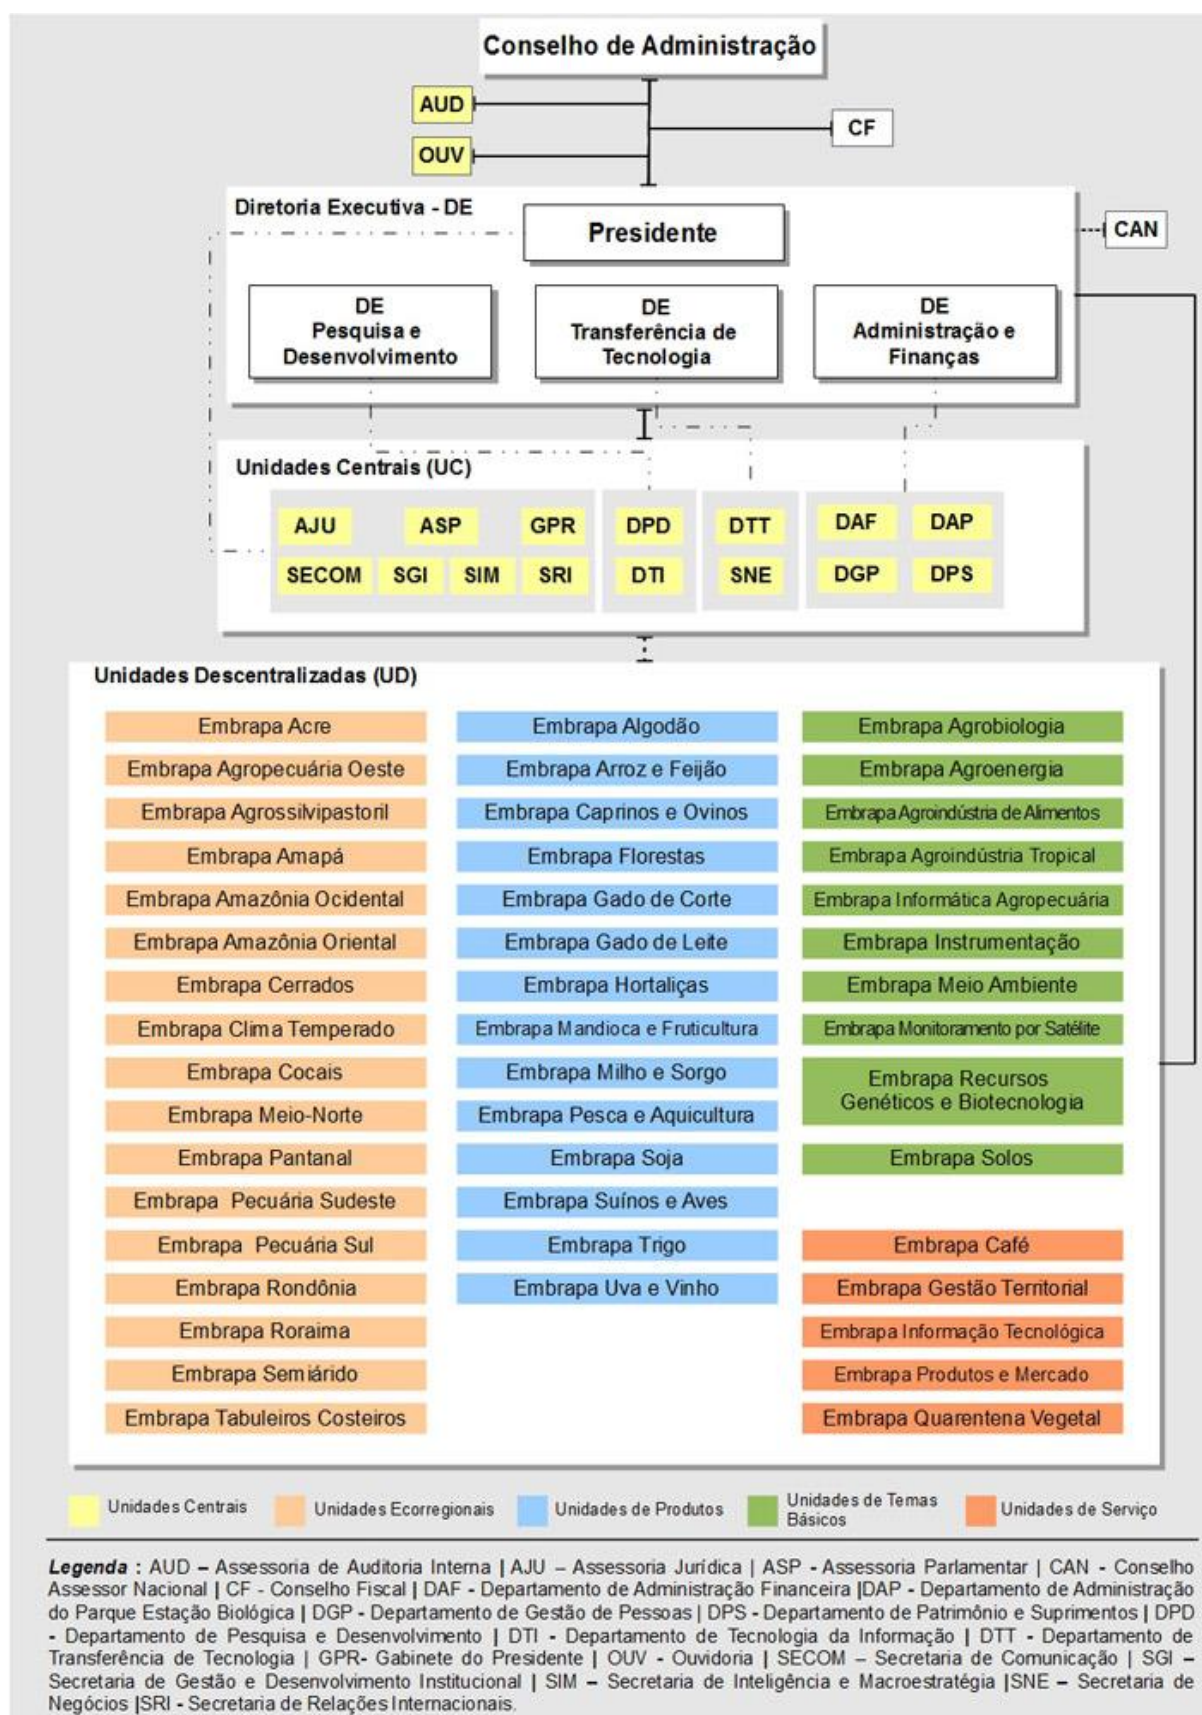 Conselho de Administração
AUD
CF
OUV
Diretoria Executiva - DE
Presidente
CAN
DE
Pesquisa e
Desenvolvimento
DE
Transferência de
Tecnologia
DE
Administração e
Finanças
Unidades Centrais (UC)
AJU ASP GPR DPD DTT DAF DAP
SECOM SGI SIM SRI DTI SNE DGP DPS
Unidades Descentralizadas (UD)
Embrapa Acre
Embrapa Agropecuária Oeste
Embrapa Agrossilvipastoril
Embrapa Amapá
Embrapa Amazônia Ocidental
Embrapa Amazônia Oriental
Embrapa Cerrados
Embrapa Clima Temperado
Embrapa Cocais
Embrapa Meio-Norte
Embrapa Pantanal
Embrapa Pecuária Sudeste
Embrapa Pecuária Sul
Embrapa Rondônia
Embrapa Roraima
Embrapa Semiárido
Embrapa Tabuleiros Costeiros
Embrapa Algodão
Embrapa Arroz e Feijão
Embrapa Caprinos e Ovinos
Embrapa Florestas
Embrapa Gado de Corte
Embrapa Gado de Leite
Embrapa Hortaliças
Embrapa Mandioca e Fruticultura
Embrapa Milho e Sorgo
Embrapa Pesca e Aquicultura
Embrapa Soja
Embrapa Suínos e Aves
Embrapa Trigo
Embrapa Uva e Vinho
Embrapa Agrobiologia
Embrapa Agroenergia
Embrapa Agroindústria de Alimentos
Embrapa Agroindústria Tropical
Embrapa Informática Agropecuária
Embrapa Instrumentação
Embrapa Meio Ambiente
Embrapa Monitoramento por Satélite
Embrapa Recursos
Genéticos e Biotecnologia
Embrapa Solos
Embrapa Café
Embrapa Gestão Territorial
Embrapa Informação Tecnológica
Embrapa Produtos e Mercado
Embrapa Quarentena Vegetal
Unidades Centrais
Unidades Ecorregionais
Unidades de Produtos
Unidades de Temas
Básicos
Unidades de Serviço
Legenda : AUD – Assessoria de Auditoria Interna | AJU – Assessoria Jurídica | ASP - Assessoria Parlamentar | CAN - Conselho
Assessor Nacional | CF - Conselho Fiscal | DAF - Departamento de Administração Financeira |DAP - Departamento de Administração
do Parque Estação Biológica | DGP - Departamento de Gestão de Pessoas | DPS - Departamento de Patrimônio e Suprimentos | DPD
- Departamento de Pesquisa e Desenvolvimento | DTI - Departamento de Tecnologia da Informação | DTT - Departamento de
Transferência de Tecnologia | GPR- Gabinete do Presidente | OUV - Ouvidoria | SECOM – Secretaria de Comunicação | SGI –
Secretaria de Gestão e Desenvolvimento Institucional | SIM – Secretaria de Inteligência e Macroestratégia |SNE – Secretaria de
Negócios |SRI - Secretaria de Relações Internacionais.